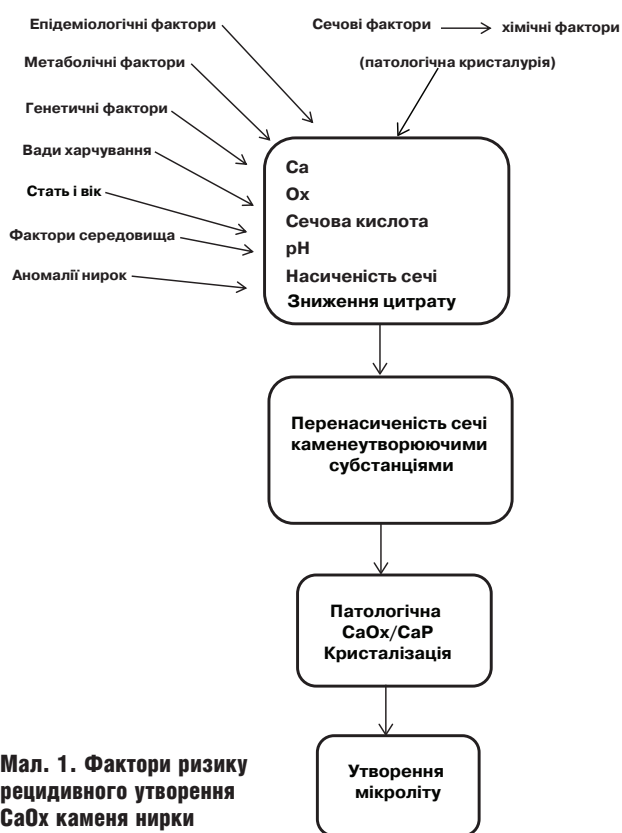 Епідеміологічні фактори
Сечові фактори
хімічні фактори
Метаболічні фактори
(патологічна кристалурія)
Генетичні фактори
Вади харчування
Стать і вік
Фактори середовища
Аномалії нирок
Ca
Ox
Сечова кислота
pH
Насиченість сечі
Зниження цитрату
Перенасиченість сечі
каменеутворюючими
субстанціями
Патологічна
CaOx/CaP
Кристалізація
Утворення
мікроліту
Мал. 1. Фактори ризику
рецидивного утворення
CaOx каменя нирки